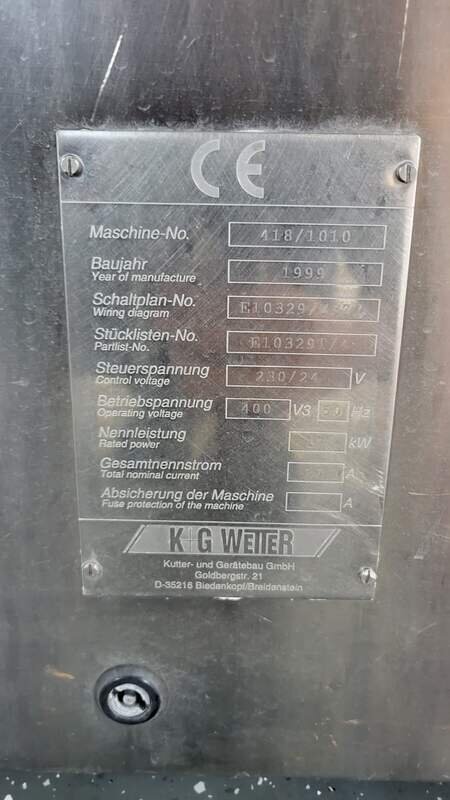 CE
Maschine-No. 418/1010
Baujahr 1999
Year of manufacture
Schaltplan-No.
Wiring diagram
Stücklisten-No.
Partlist-No.
Steuerspannung 230/24 V
Control voltage
Betriebspannung 400 V3 Hz
Operating voltage
Nennleistung kW
Rated power
Gesamtnennstrom A
Total nominal current
Absicherung der Maschine A
Fuse protection of the machine
K+G WETTER
Kutter- und Gerätebau GmbH
Goldbergstr. 21
D-35216 Biedenkopf/Breidenstein